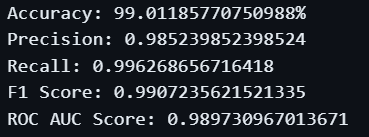 Accuracy: 99.01185770750988%
Precision: 0.985239852398524
Recall: 0.996268656716418
F1 Score: 0.9907235621521335
ROC AUC Score: 0.989730967013671